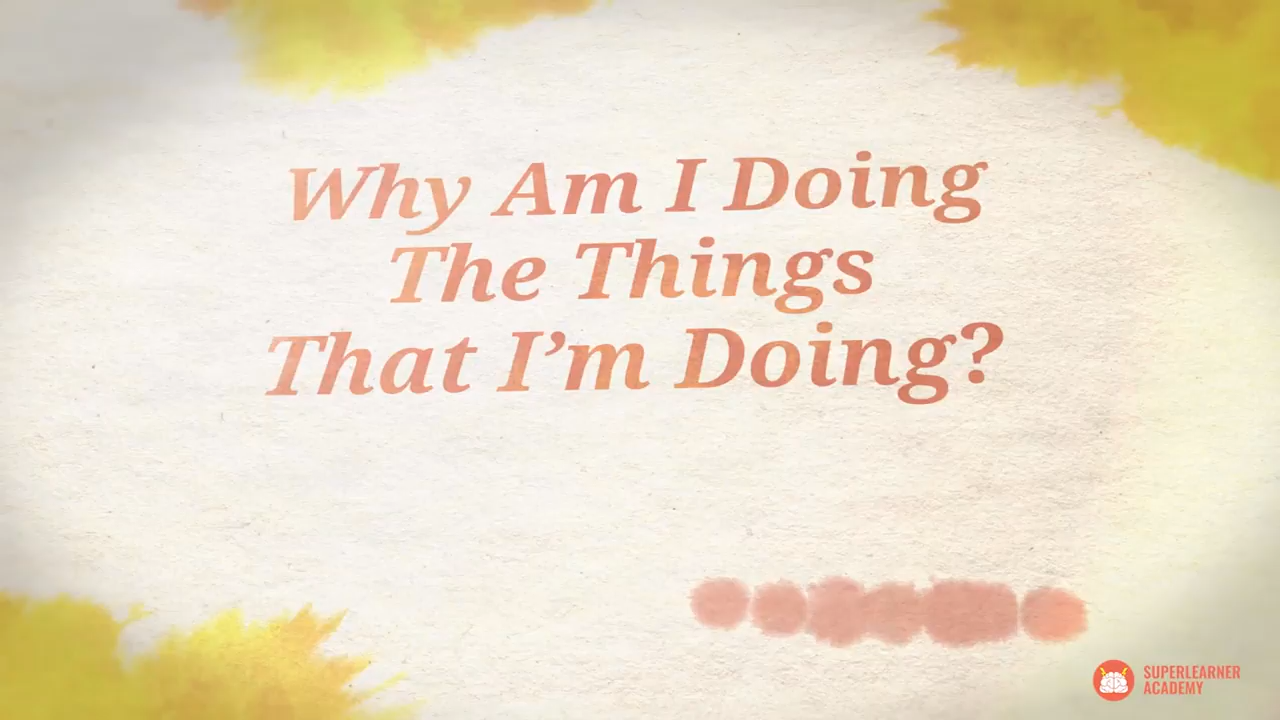 Why Am I Doing
The Things
That I’m Doing?
SUPERLEARNER
ACADEMY